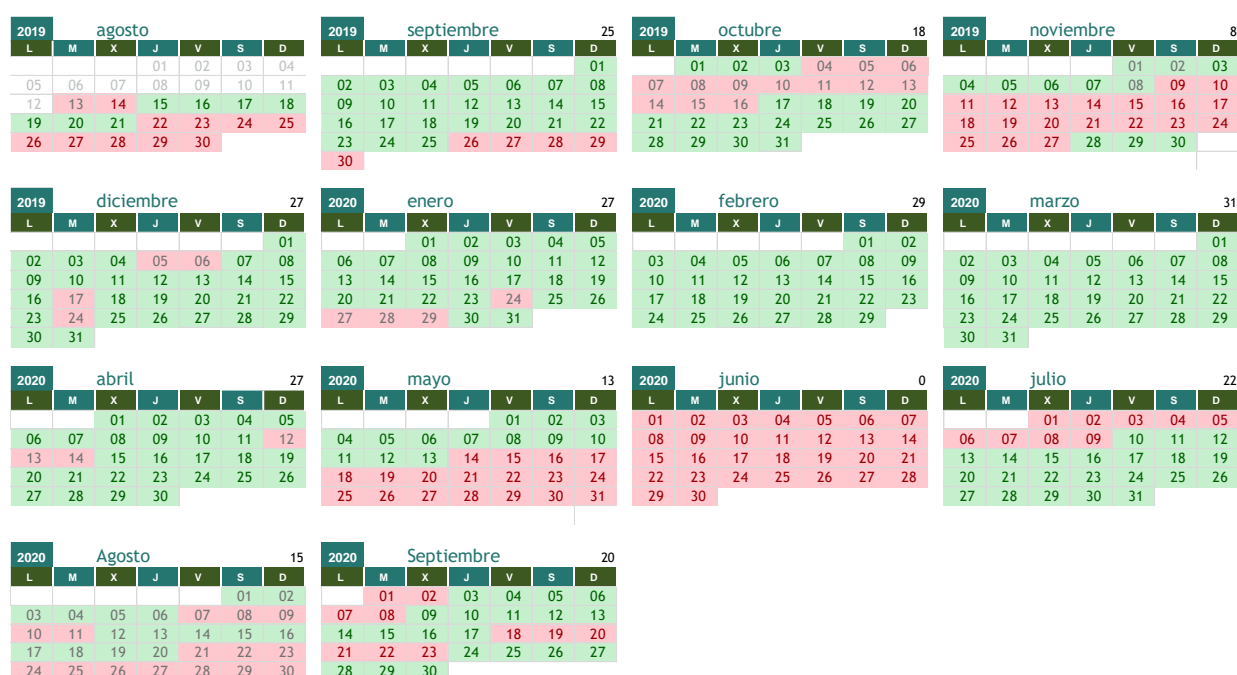 2019 agosto
L M X J V S D
01 02 03 04
05 06 07 08 09 10 11
12 13 14 15 16 17 18
19 20 21 22 23 24 25
26 27 28 29 30
2019 septiembre 25
L M X J V S D
01
02 03 04 05 06 07 08
09 10 11 12 13 14 15
16 17 18 19 20 21 22
23 24 25 26 27 28 29
30
2019 octubre 18
L M X J V S D
01 02 03 04 05 06
07 08 09 10 11 12 13
14 15 16 17 18 19 20
21 22 23 24 25 26 27
28 29 30 31
2019 noviembre 8
L M X J V S D
01 02 03
04 05 06 07 08 09 10
11 12 13 14 15 16 17
18 19 20 21 22 23 24
25 26 27 28 29 30
2019 diciembre 27
L M X J V S D
01
02 03 04 05 06 07 08
09 10 11 12 13 14 15
16 17 18 19 20 21 22
23 24 25 26 27 28 29
30 31
2020 enero 27
L M X J V S D
01 02 03 04 05
06 07 08 09 10 11 12
13 14 15 16 17 18 19
20 21 22 23 24 25 26
27 28 29 30 31
2020 febrero 29
L M X J V S D
01 02
03 04 05 06 07 08 09
10 11 12 13 14 15 16
17 18 19 20 21 22 23
24 25 26 27 28 29
2020 marzo 31
L M X J V S D
01
02 03 04 05 06 07 08
09 10 11 12 13 14 15
16 17 18 19 20 21 22
23 24 25 26 27 28 29
30 31
2020 abril 27
L M X J V S D
01 02 03 04 05
06 07 08 09 10 11 12
13 14 15 16 17 18 19
20 21 22 23 24 25 26
27 28 29 30
2020 mayo 13
L M X J V S D
01 02 03
04 05 06 07 08 09 10
11 12 13 14 15 16 17
18 19 20 21 22 23 24
25 26 27 28 29 30 31
2020 junio 0
L M X J V S D
01 02 03 04 05 06 07
08 09 10 11 12 13 14
15 16 17 18 19 20 21
22 23 24 25 26 27 28
29 30
2020 julio 22
L M X J V S D
01 02 03 04 05
06 07 08 09 10 11 12
13 14 15 16 17 18 19
20 21 22 23 24 25 26
27 28 29 30 31
2020 Agosto 15
L M X J V S D
01 02
03 04 05 06 07 08 09
10 11 12 13 14 15 16
17 18 19 20 21 22 23
24 25 26 27 28 29 30
2020 Septiembre 20
L M X J V S D
01 02 03 04 05 06
07 08 09 10 11 12 13
14 15 16 17 18 19 20
21 22 23 24 25 26 27
28 29 30